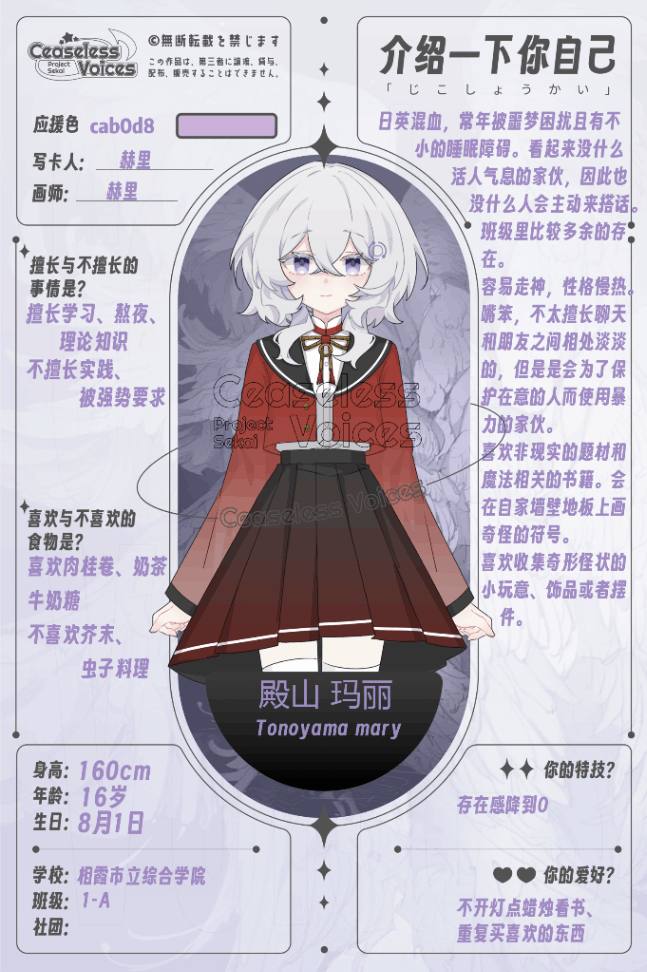 Ceaseless
Project
Sekai
Voices
©無断転載を禁じます
この作品は、第三者に譲渡、貸与、
配布、販売することはできません。
应援色 cab0d8
写卡人： 赫里
画师： 赫里
擅长与不擅长的
事情是？
擅长学习、熬夜、
理论知识
不擅长实践、
被强势要求
喜欢与不喜欢的
食物是？
喜欢肉桂卷、奶茶
牛奶糖
不喜欢芥末、
虫子料理
介绍一下你自己
「じこしょうかい」
日英混血，常年被噩梦困扰且有不
小的睡眠障碍。看起来没什么
活人气息的家伙，因此也
没什么人会主动来搭话。
班级里比较多余的存
在。
容易走神，性格慢热。
嘴笨，不太擅长聊天
和朋友之间相处淡淡
的，但是是会为了保
护在意的人而使用暴
力的家伙。
喜欢非现实的题材和
魔法相关的书籍。会
在自家墙壁地板上画
奇怪的符号。
喜欢收集奇形怪状的
小玩意、饰品或者摆
件。
Ceaseless
Project
Sekai
Voices
Ceaseless Voices
殿山 玛丽
Tonoyama mary
身高：160cm
年龄：16岁
生日：8月1日
学校：相霞市立综合学院
班级：1-A
社团：
你的特技？
存在感降到0
你的爱好？
不开灯点蜡烛看书、
重复买喜欢的东西